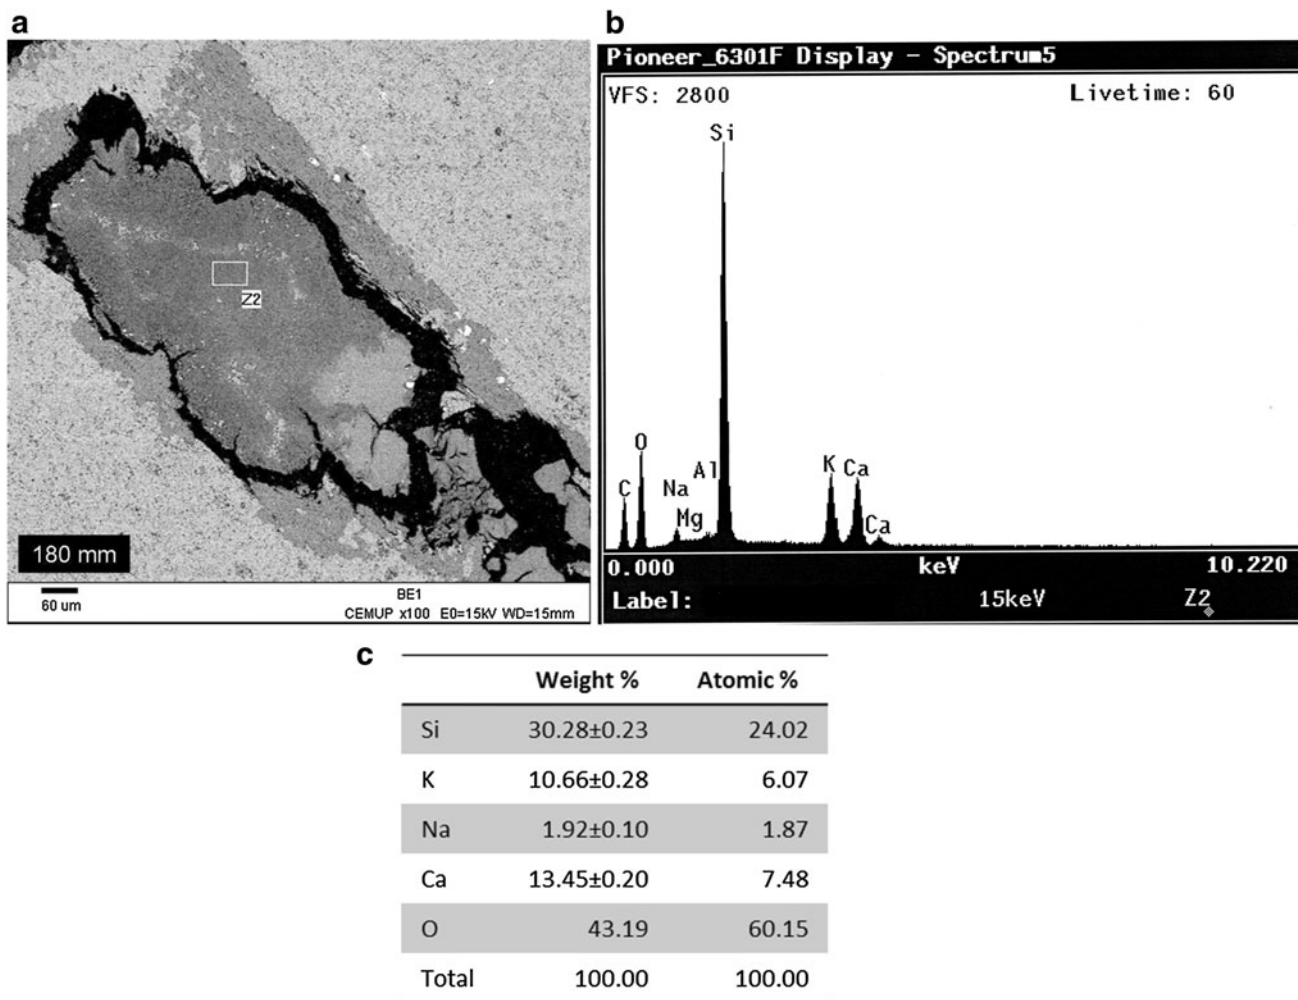 a
Z2
180 mm
60 um
BE1
CEMUP x100 E0=15kV WD=15mm
b
Pioneer_6301F Display - Spectrum5
VFS: 2800
Livetime: 60
Si
O
C
Na
Mg
Al
K
Ca
Ca
0.000
keV
10.220
Label:
15keV
Z2
c
Weight % Atomic %
Si 30.28±0.23 24.02
K 10.66±0.28 6.07
Na 1.92±0.10 1.87
Ca 13.45±0.20 7.48
O 43.19 60.15
Total 100.00 100.00